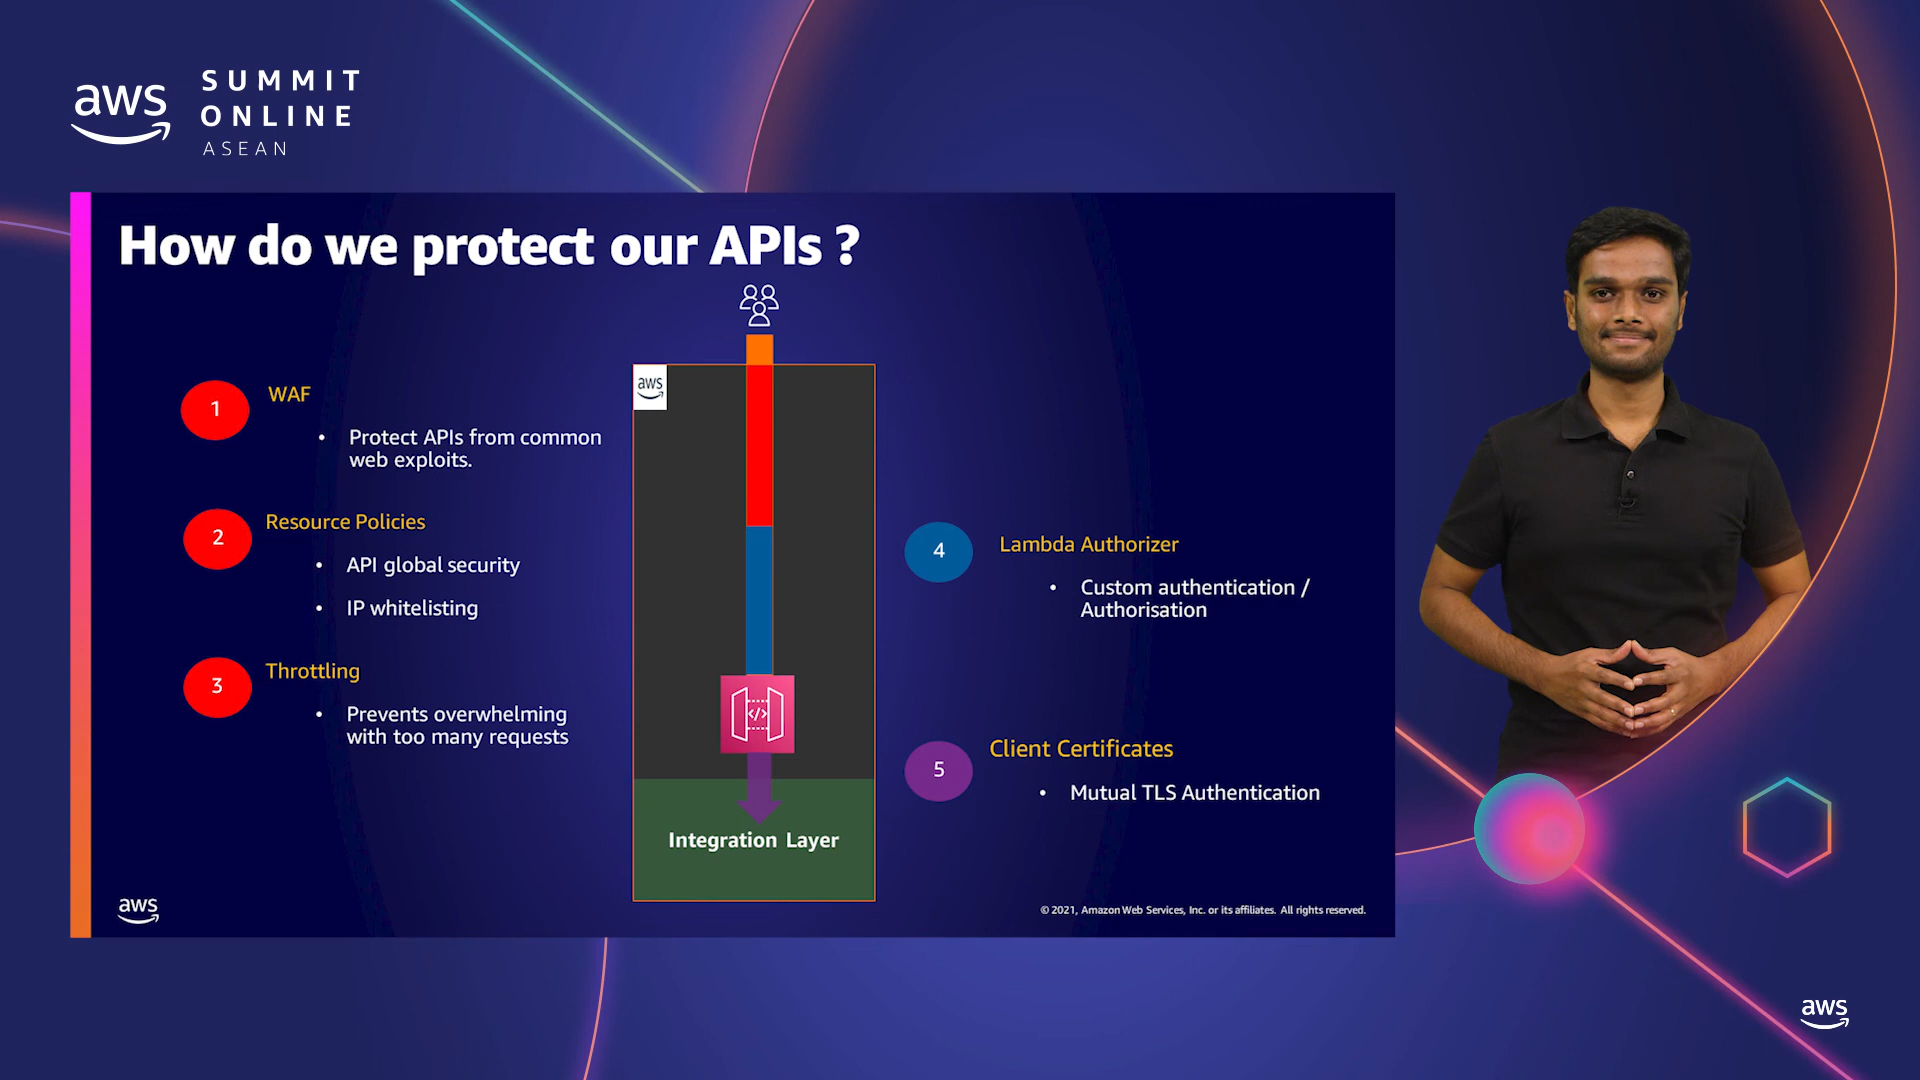 aws
SUMMIT
ONLINE
ASEAN
How do we protect our APIs ?
aws
1
WAF
• Protect APIs from common
web exploits.
2
Resource Policies
• API global security
• IP whitelisting
3
Throttling
• Prevents overwhelming
with too many requests
</>
Integration Layer
4
Lambda Authorizer
• Custom authentication /
Authorisation
5
Client Certificates
• Mutual TLS Authentication
aws
© 2021, Amazon Web Services, Inc. or its affiliates. All rights reserved.
aws